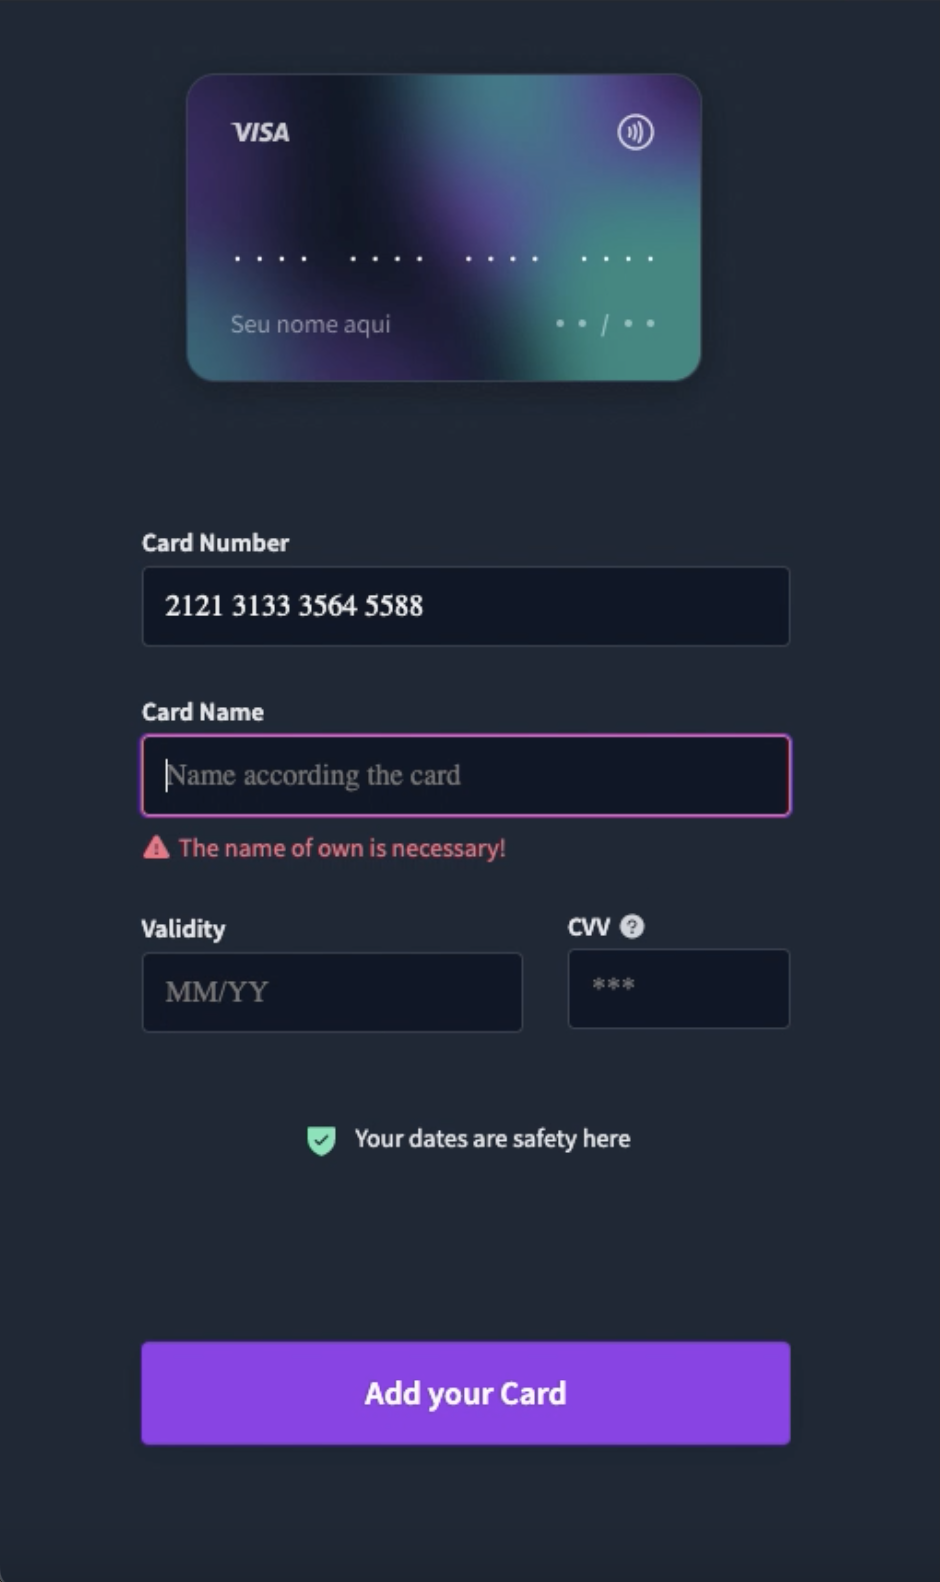 VISA
.... .... .... ....
Seu nome aqui
••/••
Card Number
2121 3133 3564 5588
Card Name
Name according the card
The name of own is necessary!
Validity
CVV ?
MM/YY
***
Your dates are safety here
Add your Card